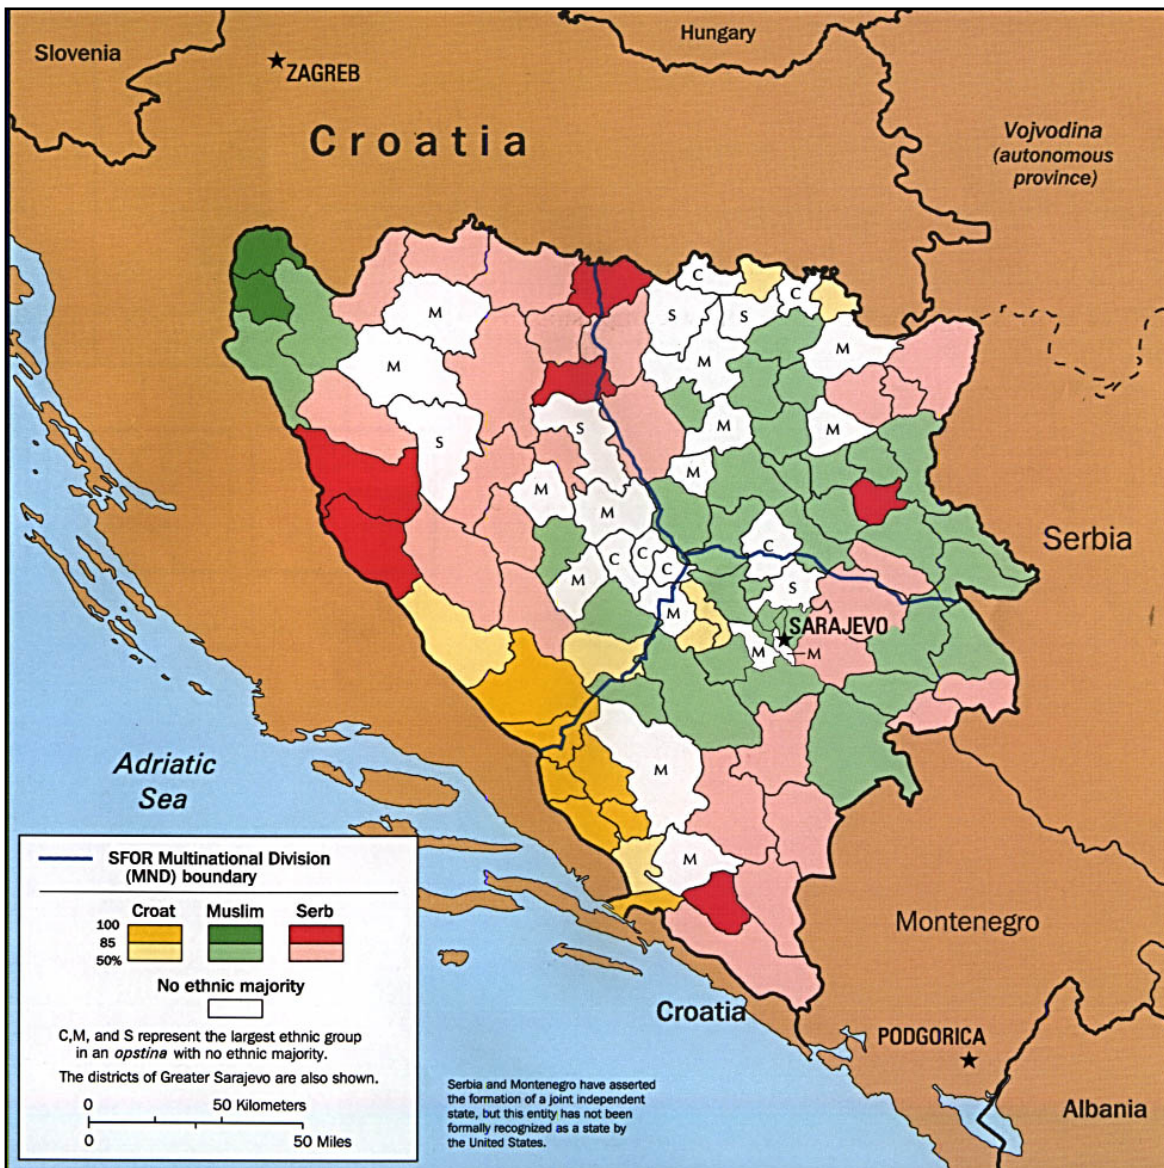 Slovenia
Hungary
ZAGREB
Croatia
Vojvodina
(autonomous
province)
C
C
M
S
S
M
M
M
S
S
M
M
M
M
M
Serbia
C
C
C
C
M
S
M
SARAJEVO
M
M
Adriatic
Sea
M
M
Montenegro
Croatia
PODGORICA
Albania
SFOR Multinational Division
(MND) boundary
Croat Muslim Serb
100
85
50%
No ethnic majority
C,M, and S represent the largest ethnic group
in an opstina with no ethnic majority.
The districts of Greater Sarajevo are also shown.
0 50 Kilometers
0 50 Miles
Serbia and Montenegro have asserted
the formation of a joint independent
state, but this entity has not been
formally recognized as a state by
the United States.